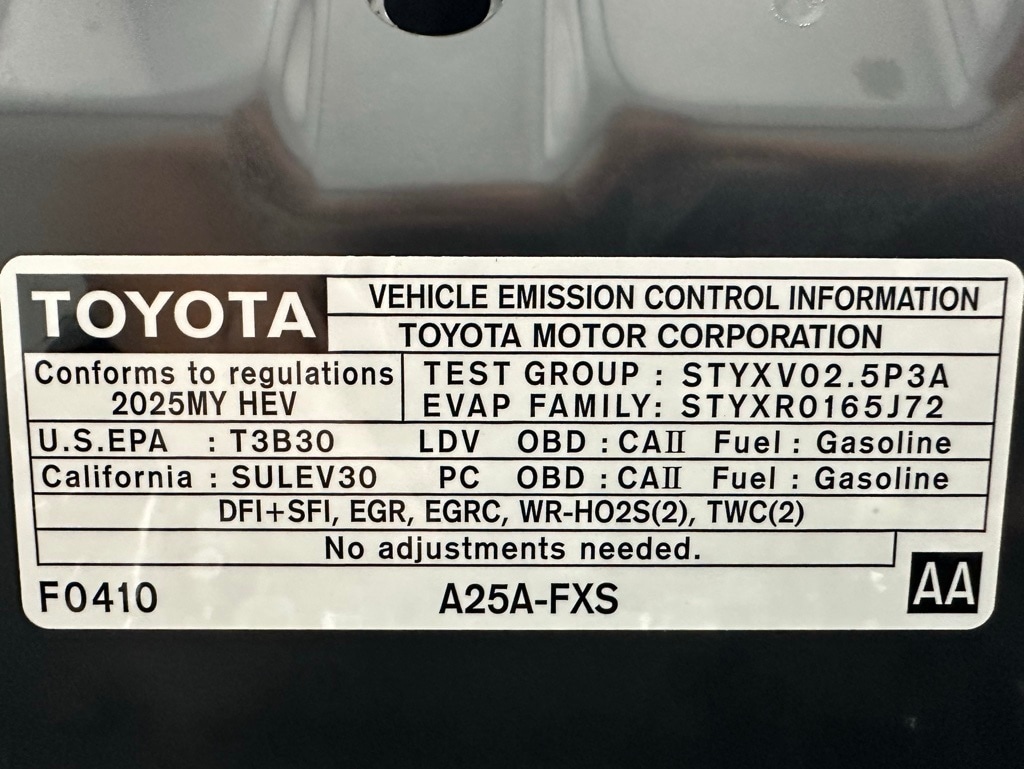 TOYOTA
VEHICLE EMISSION CONTROL INFORMATION
TOYOTA MOTOR CORPORATION
Conforms to regulations
2025MY HEV
TEST GROUP : STYXV02.5P3A
EVAP FAMILY: STYXR0165J72
U.S.EPA : T3B30 LDV OBD : CAⅡ Fuel : Gasoline
California : SULEV30 PC OBD : CAⅡ Fuel : Gasoline
DFI+SFI, EGR, EGRC, WR-HO2S(2), TWC(2)
No adjustments needed.
F0410 A25A-FXS AA